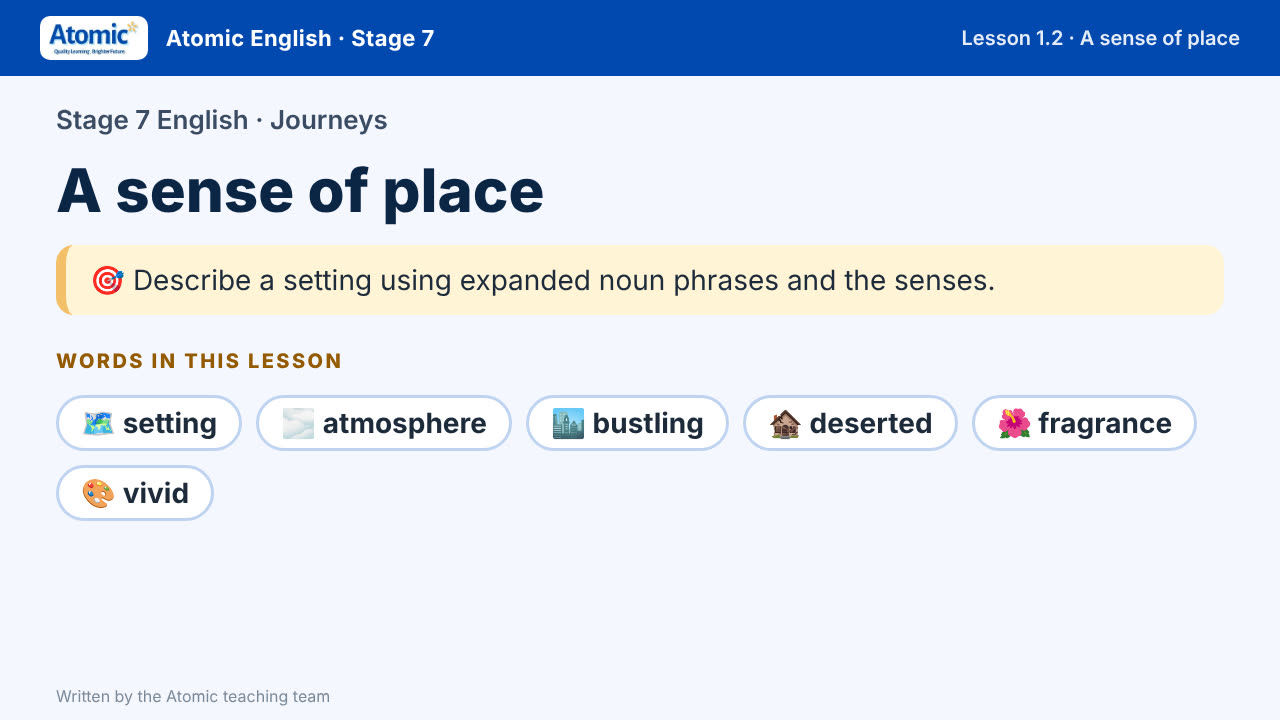 Atomic
Quality Learning. Brighter Future.
Atomic English · Stage 7
Lesson 1.2 · A sense of place
Stage 7 English · Journeys
A sense of place
Describe a setting using expanded noun phrases and the senses.
WORDS IN THIS LESSON
setting atmosphere bustling deserted fragrance
vivid
Written by the Atomic teaching team